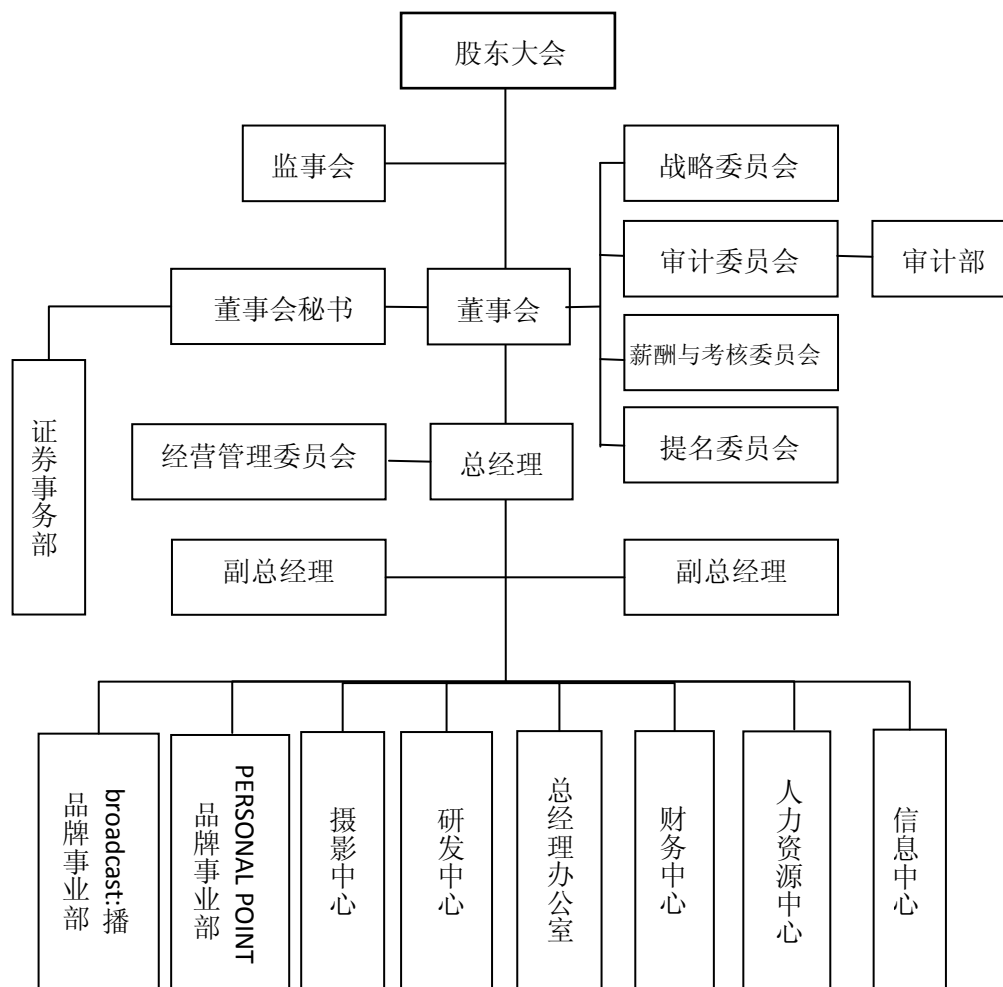 股东大会
监事会
战略委员会
审计委员会
审计部
董事会秘书
董事会
薪酬与考核委员会
证券事务部
经营管理委员会
总经理
提名委员会
副总经理
副总经理
broadcast:播
品牌事业部
PERSONAL POINT
品牌事业部
摄影中心
研发中心
总经理办公室
财务中心
人力资源中心
信息中心